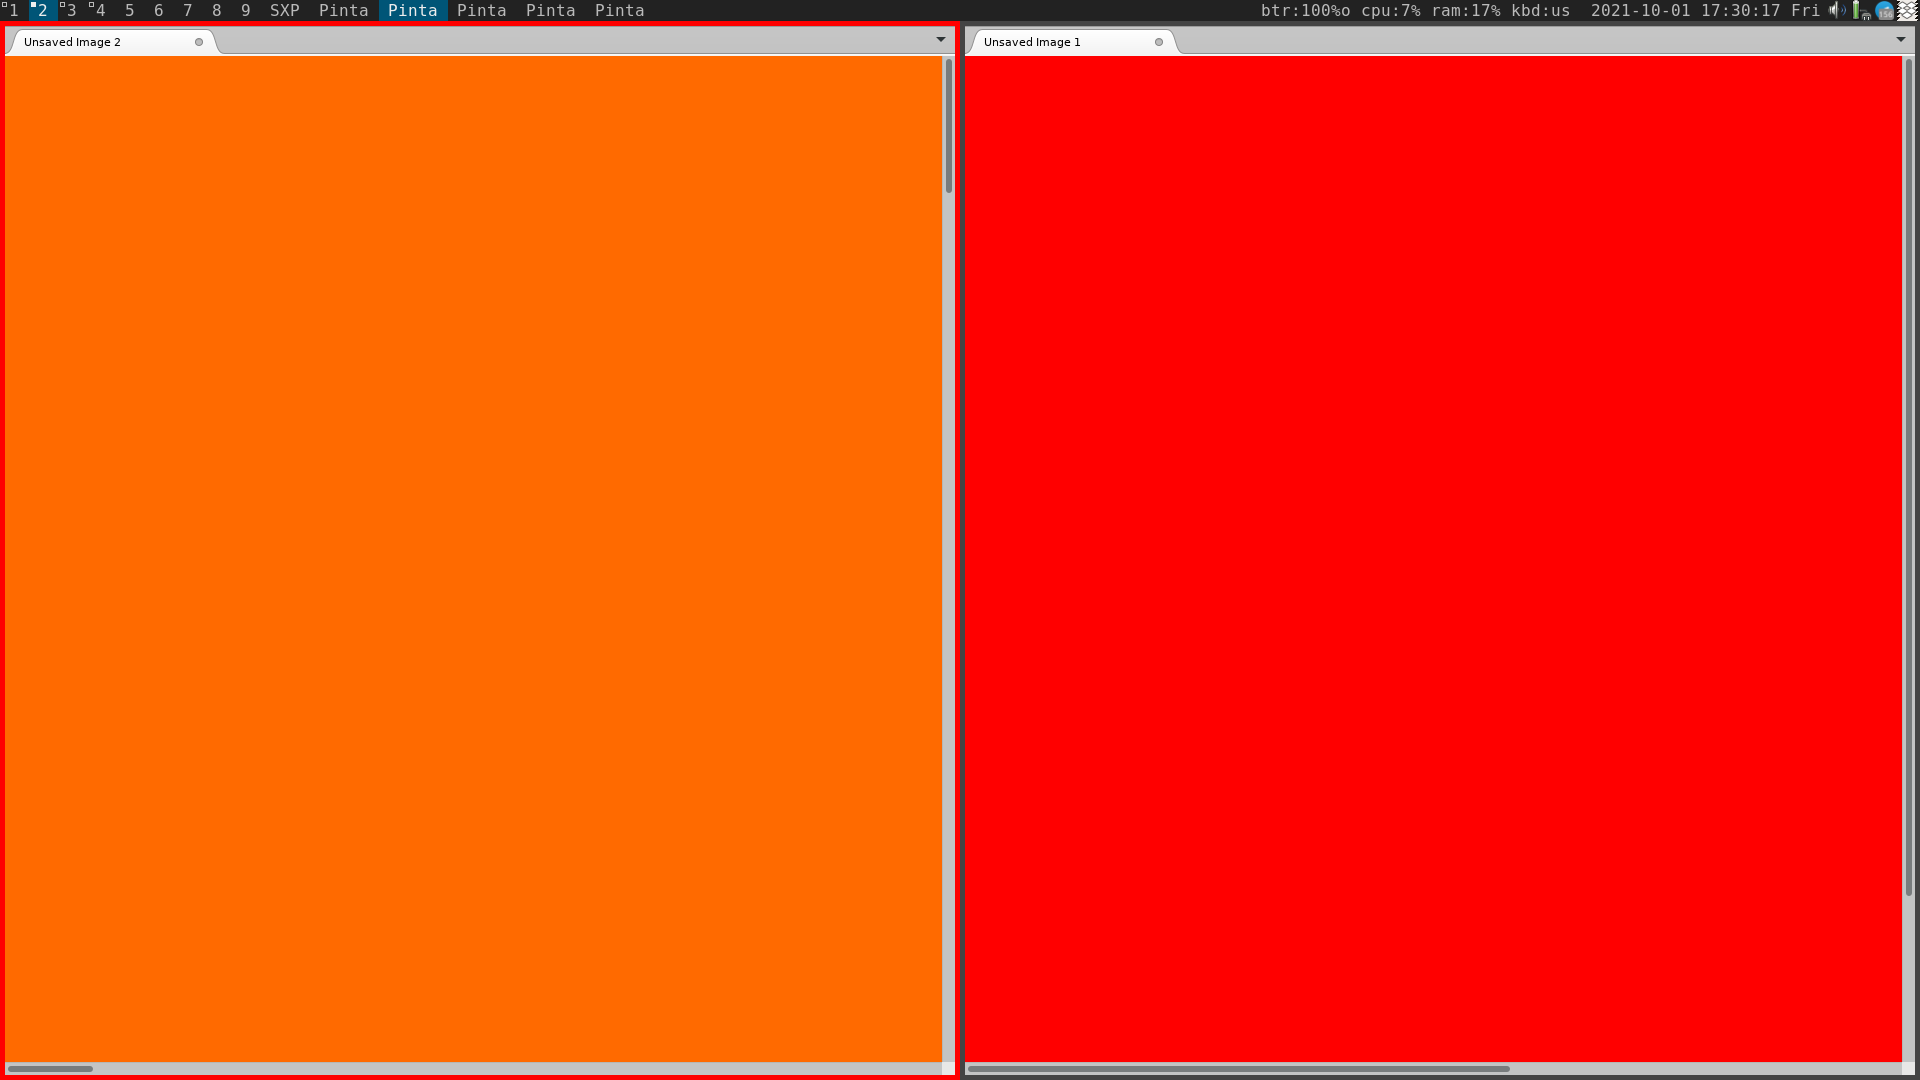 1 2 3 4 5 6 7 8 9 SXP Pinta Pinta Pinta Pinta Pinta btr:100%o cpu:7% ram:17% kbd:us 2021-10-01 17:30:17 Fri 156
Unsaved Image 2
Unsaved Image 1